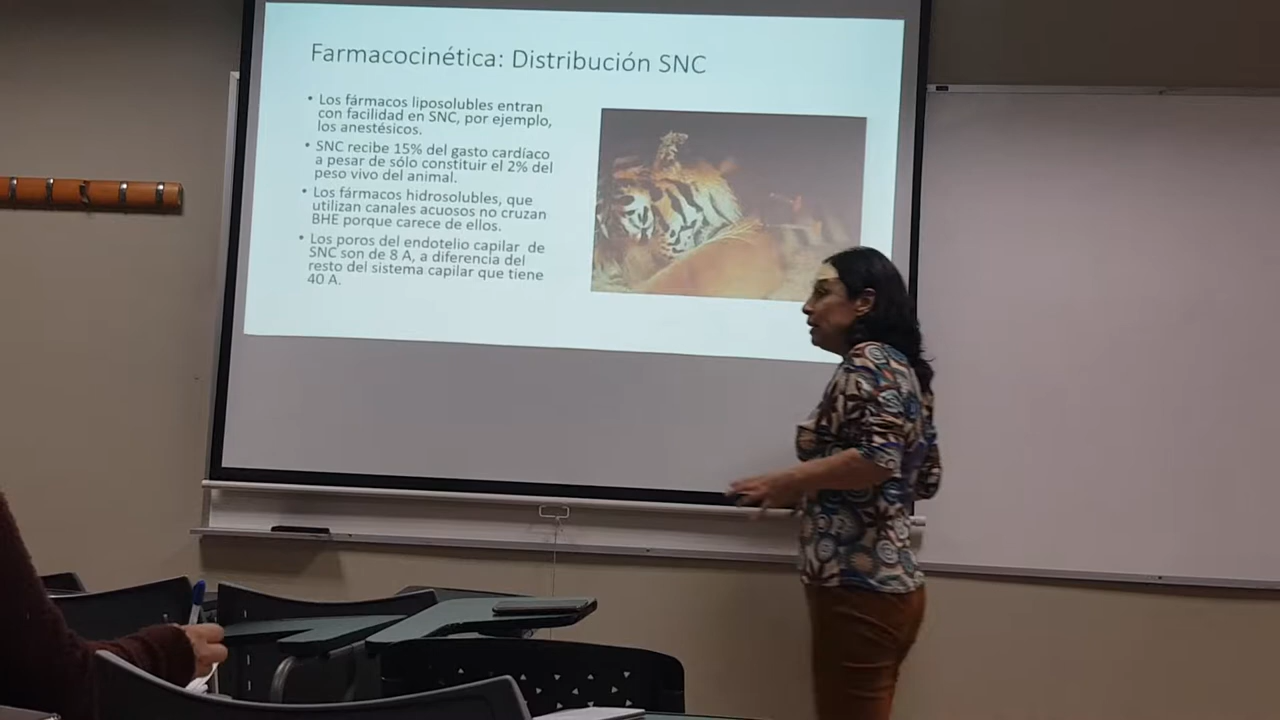 Farmacocinética: Distribución SNC
• Los fármacos liposolubles entran
con facilidad en SNC, por ejemplo,
los anestésicos.
• SNC recibe 15% del gasto cardíaco
a pesar de sólo constituir el 2% del
peso vivo del animal.
• Los fármacos hidrosolubles, que
utilizan canales acuosos no cruzan
BHE porque carece de ellos.
• Los poros del endotelio capilar de
SNC son de 8 A, a diferencia del
resto del sistema capilar que tiene
40 A.